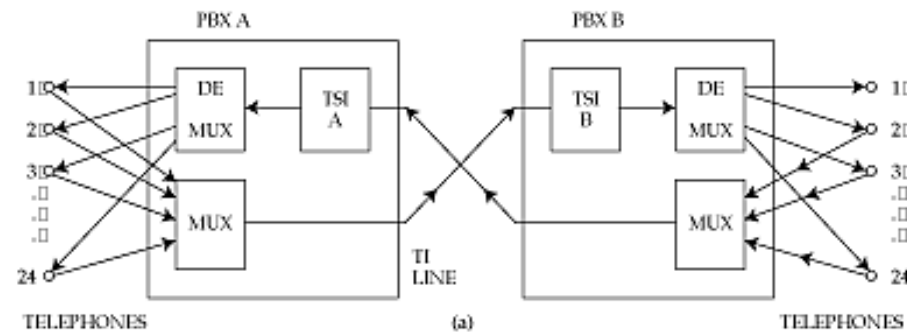 PBX A
PBX B
1
2
3
.
.
.
24
DE
MUX
TSI
A
MUX
TSI
B
DE
MUX
MUX
1
2
3
.
.
.
24
TI
LINE
TELEPHONES
(a)
TELEPHONES